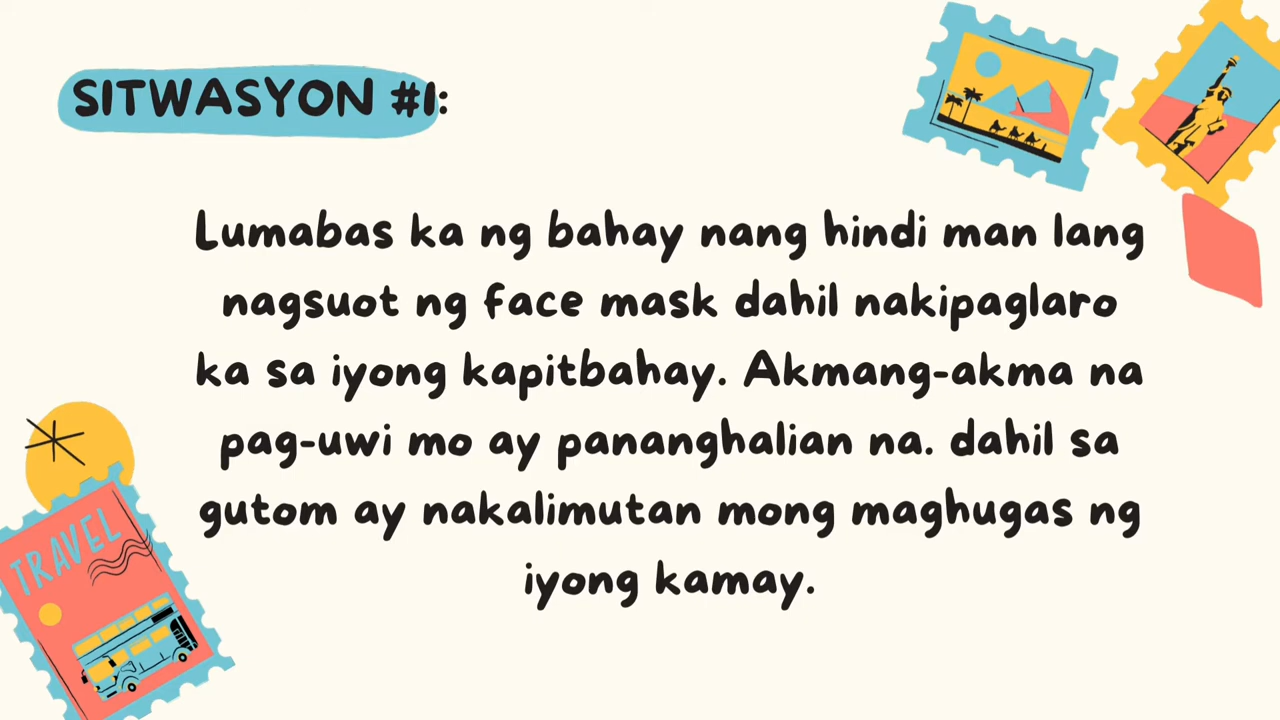 SITWASYON #1:
Lumabas ka ng bahay nang hindi man lang
nagsuot ng face mask dahil nakipaglaro
ka sa iyong kapitbahay. Akmang-akma na
pag-uwi mo ay pananghalian na. dahil sa
gutom ay nakalimutan mong maghugas ng
iyong kamay.
TRAVEL